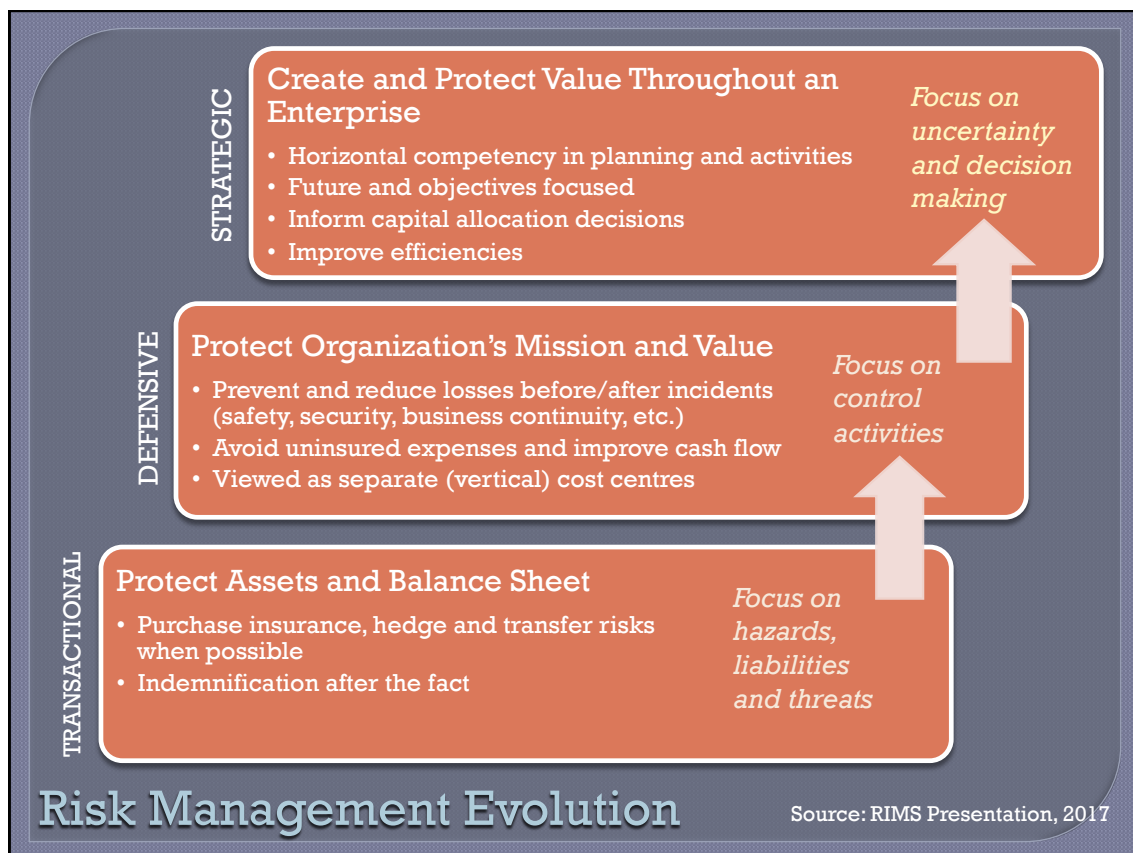 STRATEGIC
Create and Protect Value Throughout an
Enterprise
• Horizontal competency in planning and activities
• Future and objectives focused
• Inform capital allocation decisions
• Improve efficiencies
Focus on
uncertainty
and decision
making
DEFENSIVE
Protect Organization’s Mission and Value
• Prevent and reduce losses before/after incidents
(safety, security, business continuity, etc.)
• Avoid uninsured expenses and improve cash flow
• Viewed as separate (vertical) cost centres
Focus on
control
activities
TRANSACTIONAL
Protect Assets and Balance Sheet
• Purchase insurance, hedge and transfer risks
when possible
• Indemnification after the fact
Focus on
hazards,
liabilities
and threats
Risk Management Evolution
Source: RIMS Presentation, 2017